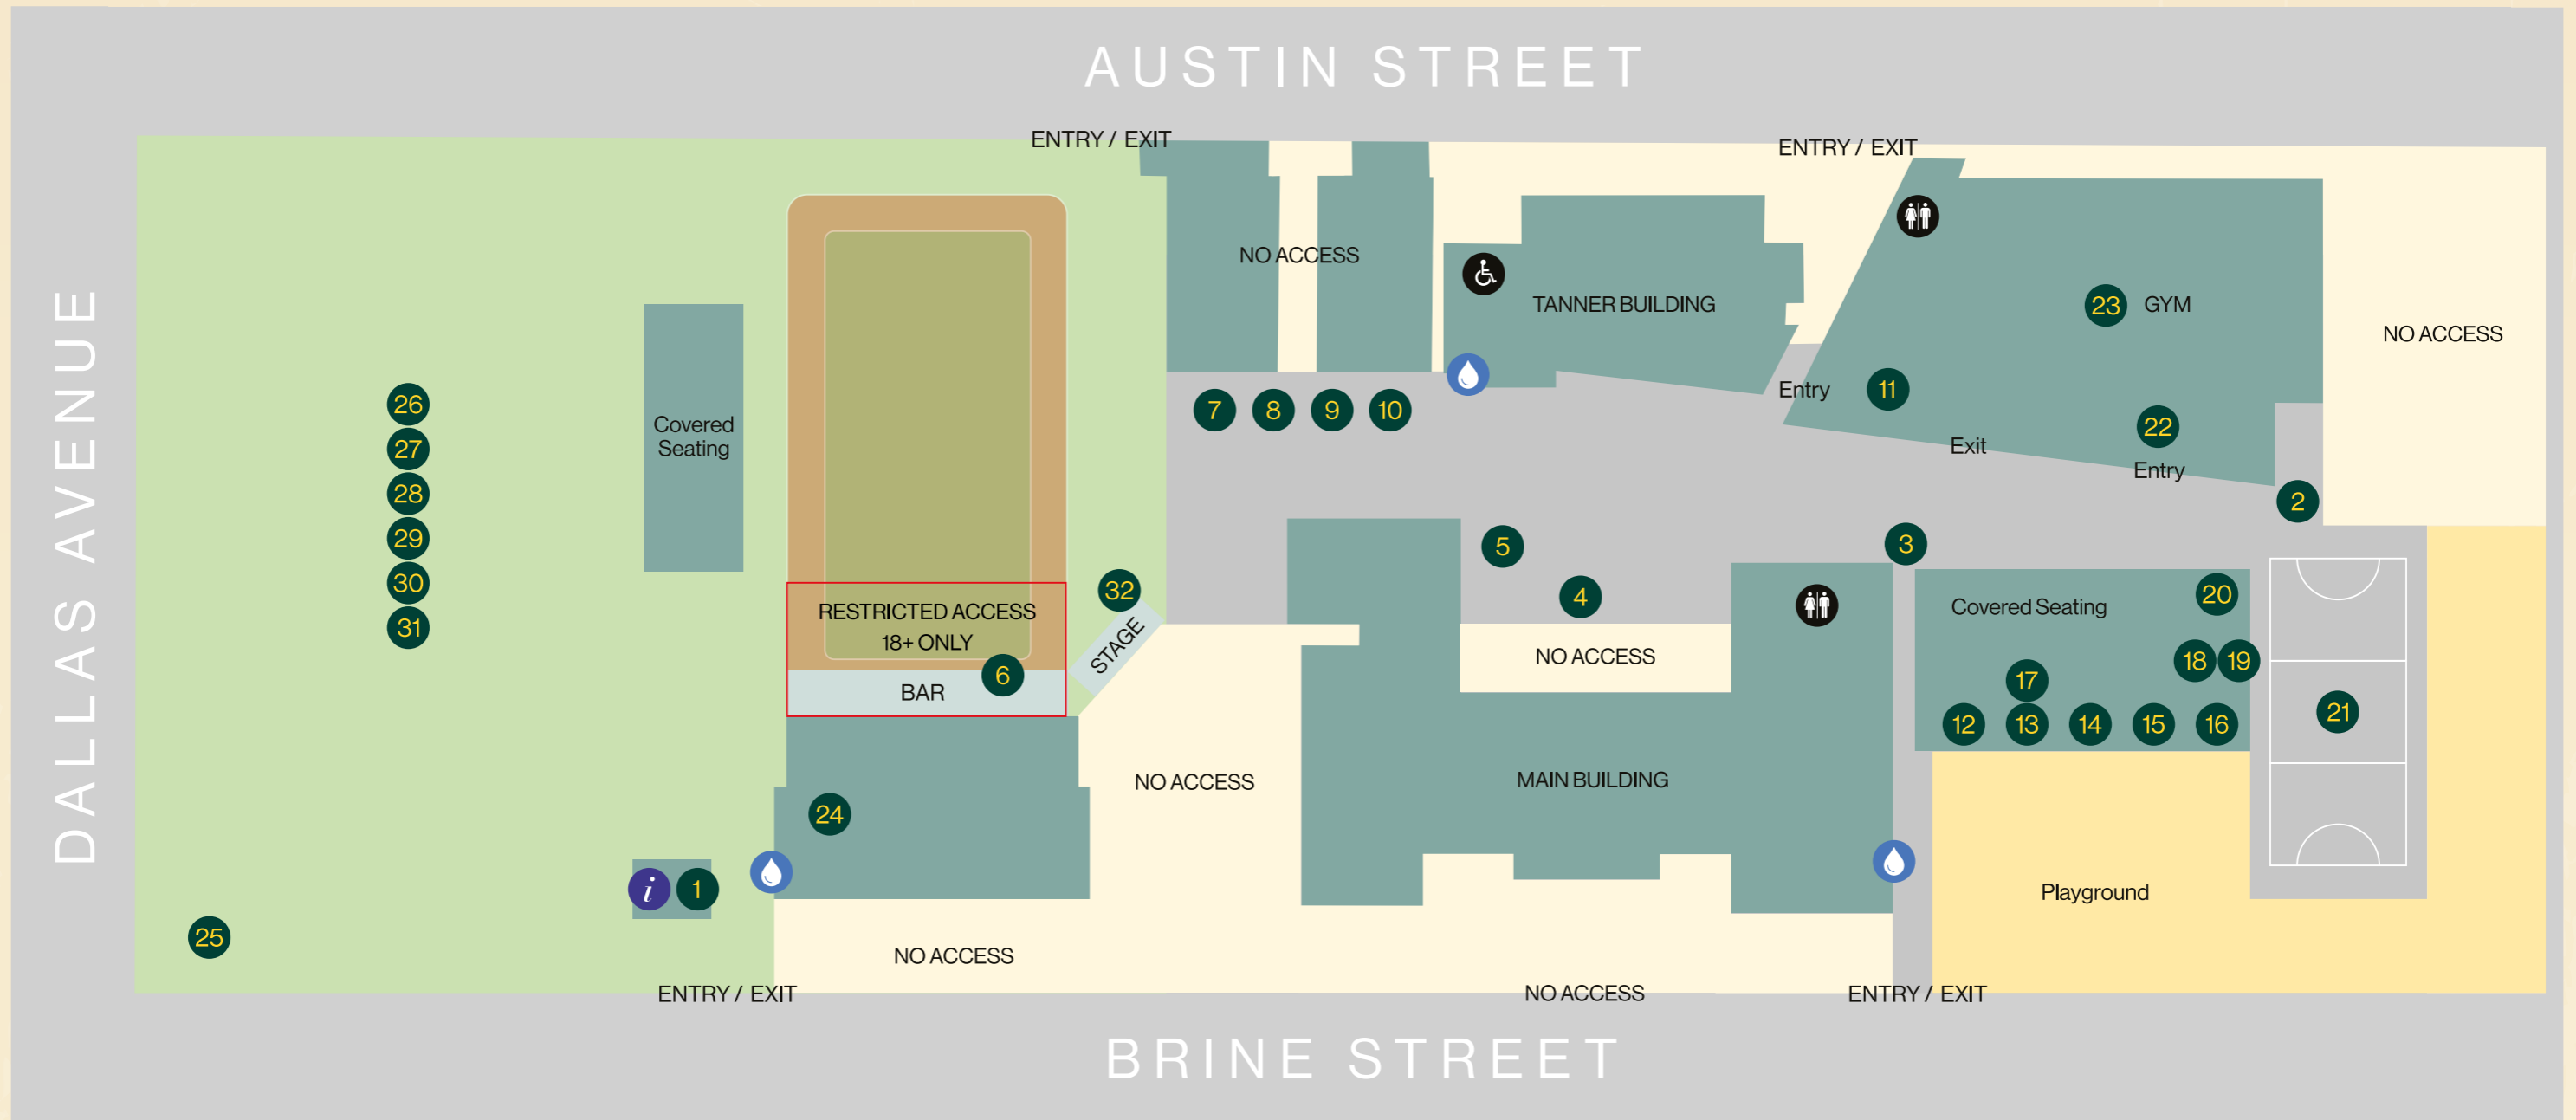 AUSTIN STREET
ENTRY / EXIT
ENTRY / EXIT
DALLAS AVENUE
NO ACCESS
TANNER BUILDING
23
GYM
NO ACCESS
Covered
Seating
26
27
28
29
30
31
7
8
9
10
Entry
11
Exit
22
Entry
2
RESTRICTED ACCESS
18+ ONLY
BAR
6
32
STAGE
5
4
3
NO ACCESS
Covered Seating
20
18
19
17
12
13
14
15
16
21
NO ACCESS
MAIN BUILDING
24
i
1
25
Playground
NO ACCESS
ENTRY / EXIT
NO ACCESS
ENTRY / EXIT
BRINE STREET